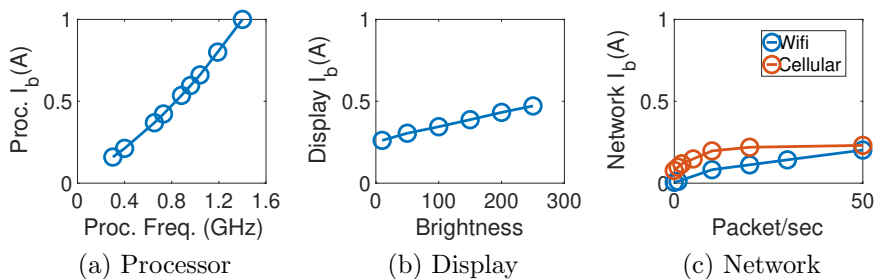 1
0.5
0
0 0.4 0.8 1.2 1.6
Proc. I_b(A)
Proc. Freq. (GHz)
(a) Processor
1
0.5
0
0 100 200 300
Display I_b(A)
Brightness
(b) Display
1
0.5
0
0 50
Network I_b(A)
Packet/sec
Wifi
Cellular
(c) Network